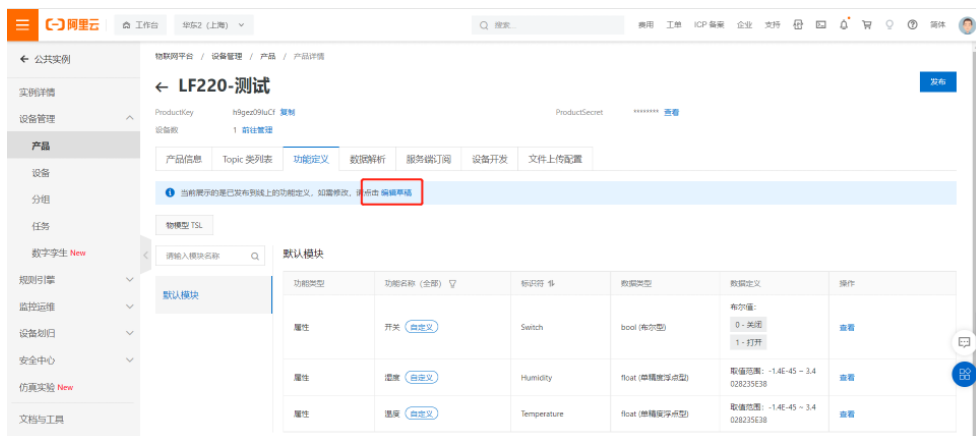 阿里云 工作台 华东2（上海） 搜索... 费用 工单 ICP 备案 企业 支持 简体
公共实例
实例详情
设备管理
产品
设备
分组
任务
数字孪生 New
规则引擎
监控运维
设备划归
安全中心
仿真实验 New
文档与工具
物联网平台 / 设备管理 / 产品 / 产品详情
← LF220-测试
发布
ProductKey h9gez09IuCf 复制 ProductSecret ******** 查看
设备数 1 前往管理
产品信息 Topic 类列表 功能定义 数据解析 服务端订阅 设备开发 文件上传配置
当前展示的是已发布到线上的功能定义，如需修改，请点击 编辑草稿
物模型 TSL
请输入模块名称
默认模块
默认模块
功能类型 功能名称（全部） 标识符 数据类型 数据定义 操作
属性 开关 自定义 Switch bool (布尔型) 布尔值： 0 - 关闭 1 - 打开 查看
属性 湿度 自定义 Humidity float (单精度浮点型) 取值范围：-1.4E-45 ~ 3.4028235E38 查看
属性 温度 自定义 Temperature float (单精度浮点型) 取值范围：-1.4E-45 ~ 3.4028235E38 查看